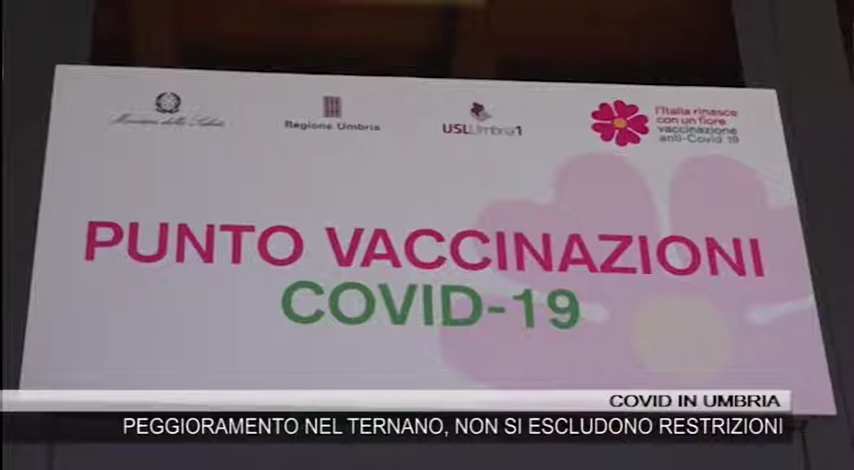 Ministero della Salute
Regione Umbria
USLUmbria1
l'Italia rinasce
con un fiore
vaccinazione
anti-Covid 19
PUNTO VACCINAZIONI
COVID-19
COVID IN UMBRIA
PEGGIORAMENTO NEL TERNANO, NON SI ESCLUDONO RESTRIZIONI